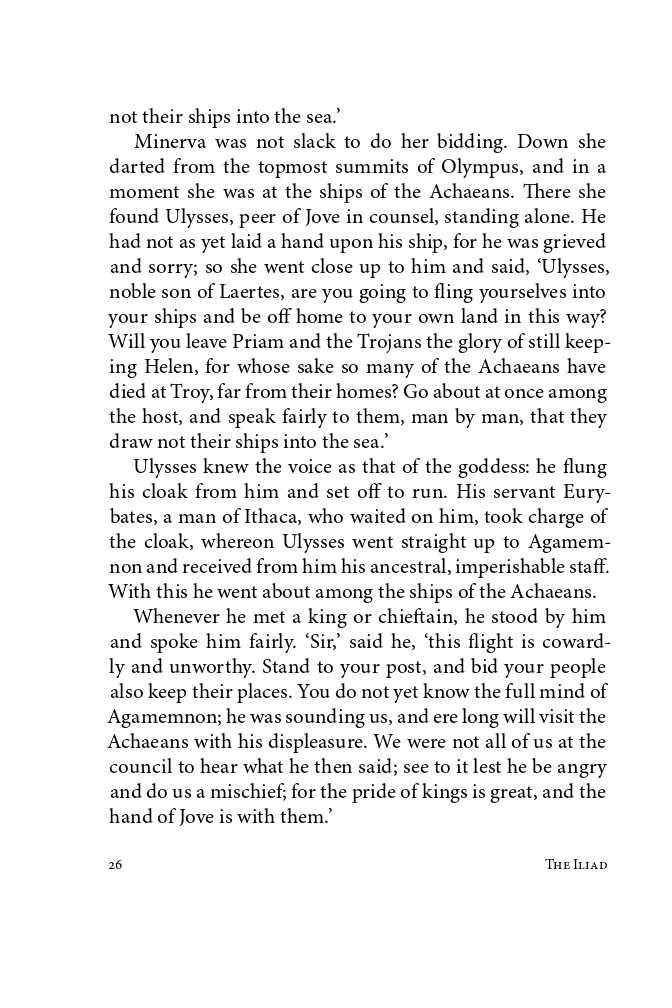 not their ships into the sea.’
Minerva was not slack to do her bidding. Down she
darted from the topmost summits of Olympus, and in a
moment she was at the ships of the Achaeans. There she
found Ulysses, peer of Jove in counsel, standing alone. He
had not as yet laid a hand upon his ship, for he was grieved
and sorry; so she went close up to him and said, ‘Ulysses,
noble son of Laertes, are you going to fling yourselves into
your ships and be off home to your own land in this way?
Will you leave Priam and the Trojans the glory of still keep-
ing Helen, for whose sake so many of the Achaeans have
died at Troy, far from their homes? Go about at once among
the host, and speak fairly to them, man by man, that they
draw not their ships into the sea.’
Ulysses knew the voice as that of the goddess: he flung
his cloak from him and set off to run. His servant Eury-
bates, a man of Ithaca, who waited on him, took charge of
the cloak, whereon Ulysses went straight up to Agamem-
non and received from him his ancestral, imperishable staff.
With this he went about among the ships of the Achaeans.
Whenever he met a king or chieftain, he stood by him
and spoke him fairly. ‘Sir,’ said he, ‘this flight is coward-
ly and unworthy. Stand to your post, and bid your people
also keep their places. You do not yet know the full mind of
Agamemnon; he was sounding us, and ere long will visit the
Achaeans with his displeasure. We were not all of us at the
council to hear what he then said; see to it lest he be angry
and do us a mischief; for the pride of kings is great, and the
hand of Jove is with them.’
26 The Iliad